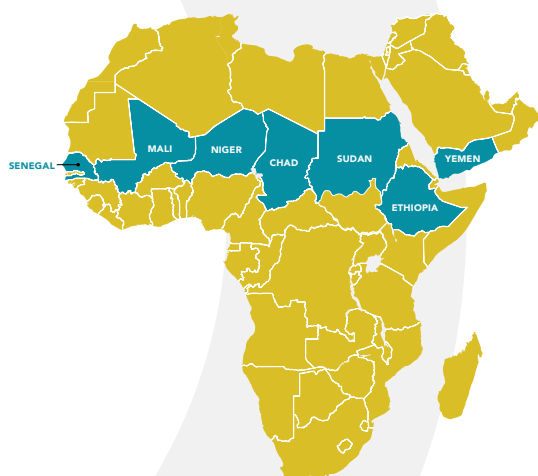 MALI
NIGER
CHAD
SUDAN
YEMEN
SENEGAL
ETHIOPIA